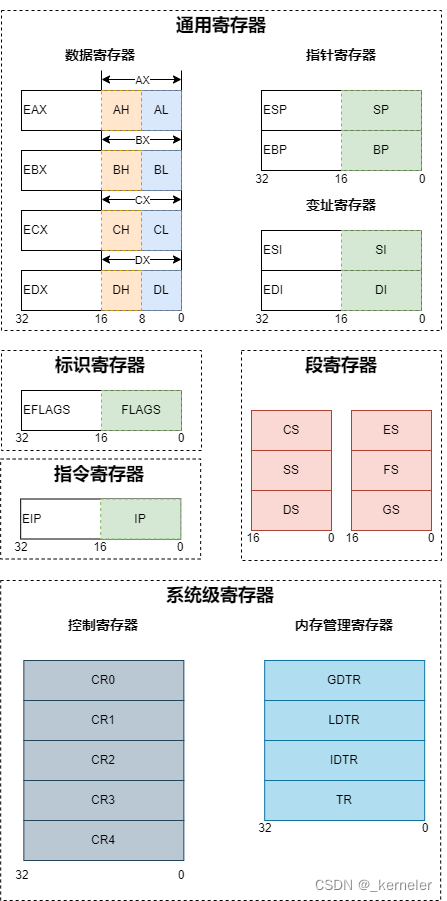 通用寄存器
数据寄存器
AX
EAX AH AL
BX
EBX BH BL
CX
ECX CH CL
DX
EDX DH DL
32 16 8 0
指针寄存器
ESP SP
EBP BP
32 16 0
变址寄存器
ESI SI
EDI DI
32 16 0
标识寄存器
EFLAGS FLAGS
32 16 0
指令寄存器
EIP IP
32 16 0
段寄存器
CS ES
SS FS
DS GS
16 0 16 0
系统级寄存器
控制寄存器
CR0
CR1
CR2
CR3
CR4
32 0
内存管理寄存器
GDTR
LDTR
IDTR
TR
32 0
CSDN @_kerneler